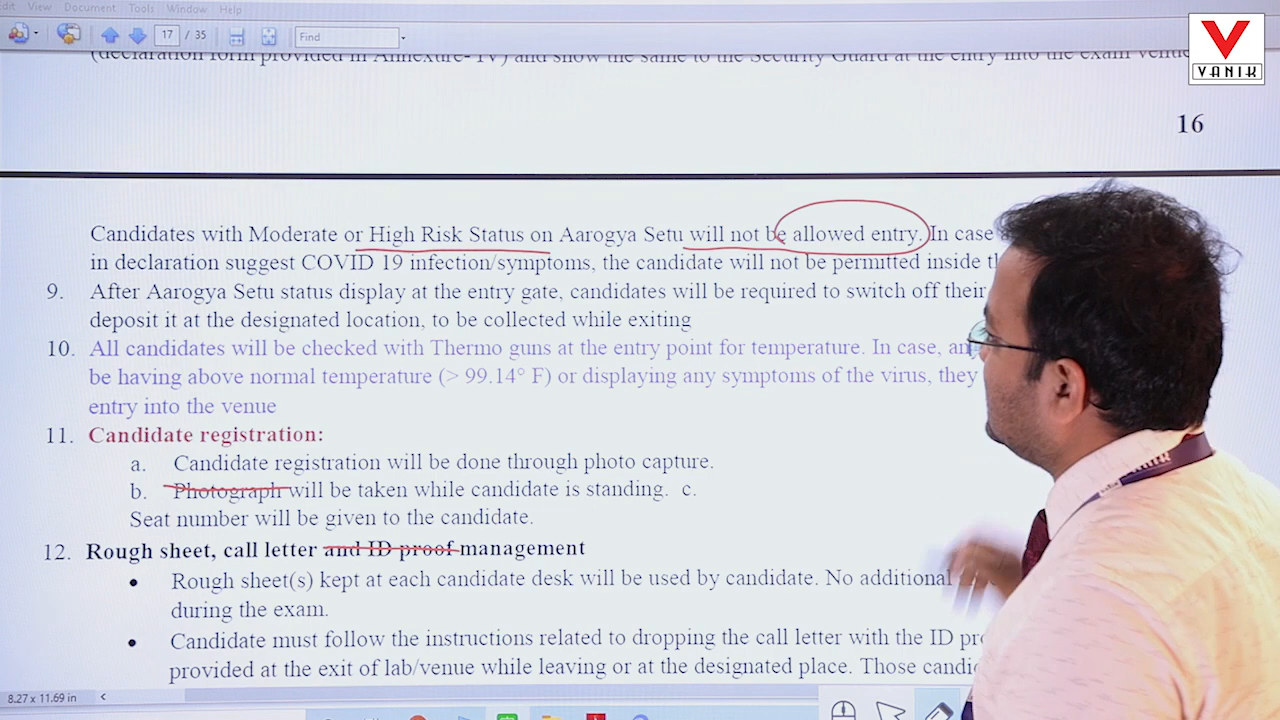 View Document Tools Window Help
17 / 35 Find
(declaration form provided in Annexure- IV) and show the same to the Security Guard at the entry into the exam venue
VANIK
16
Candidates with Moderate or High Risk Status on Aarogya Setu will not be allowed entry. In case
in declaration suggest COVID 19 infection/symptoms, the candidate will not be permitted inside
9. After Aarogya Setu status display at the entry gate, candidates will be required to switch off their
deposit it at the designated location, to be collected while exiting
10. All candidates will be checked with Thermo guns at the entry point for temperature. In case,
be having above normal temperature (> 99.14° F) or displaying any symptoms of the virus, they
entry into the venue
11. Candidate registration:
a. Candidate registration will be done through photo capture.
b. Photograph will be taken while candidate is standing. c.
Seat number will be given to the candidate.
12. Rough sheet, call letter and ID proof management
• Rough sheet(s) kept at each candidate desk will be used by candidate. No additional
during the exam.
• Candidate must follow the instructions related to dropping the call letter with the ID
provided at the exit of lab/venue while leaving or at the designated place. Those
8.27 x 11.69 in